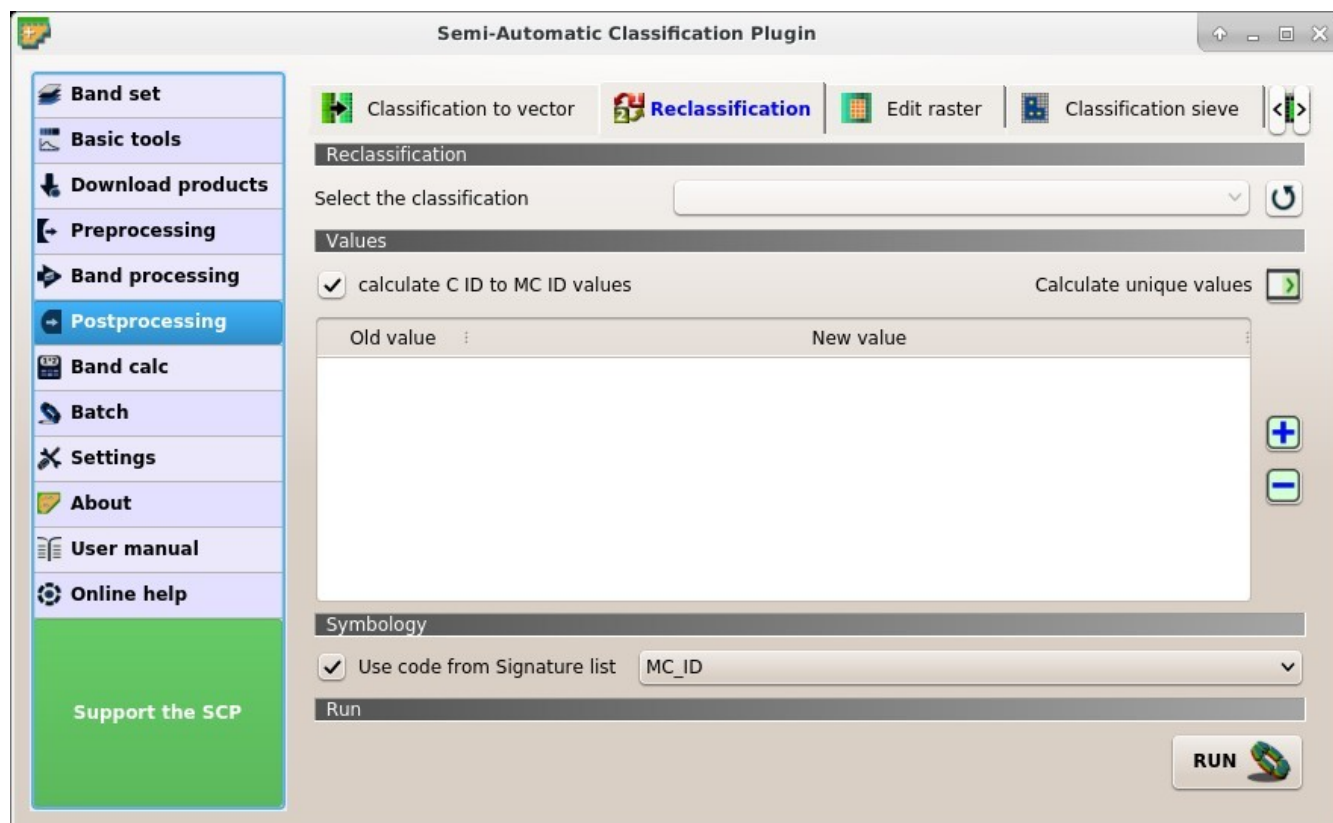 Semi-Automatic Classification Plugin
Band set
Basic tools
Download products
Preprocessing
Band processing
Postprocessing
Band calc
Batch
Settings
About
User manual
Online help
Support the SCP
Classification to vector
Reclassification
Edit raster
Classification sieve
Reclassification
Select the classification
Values
calculate C ID to MC ID values
Calculate unique values
Old value
New value
Symbology
Use code from Signature list
MC_ID
Run
RUN